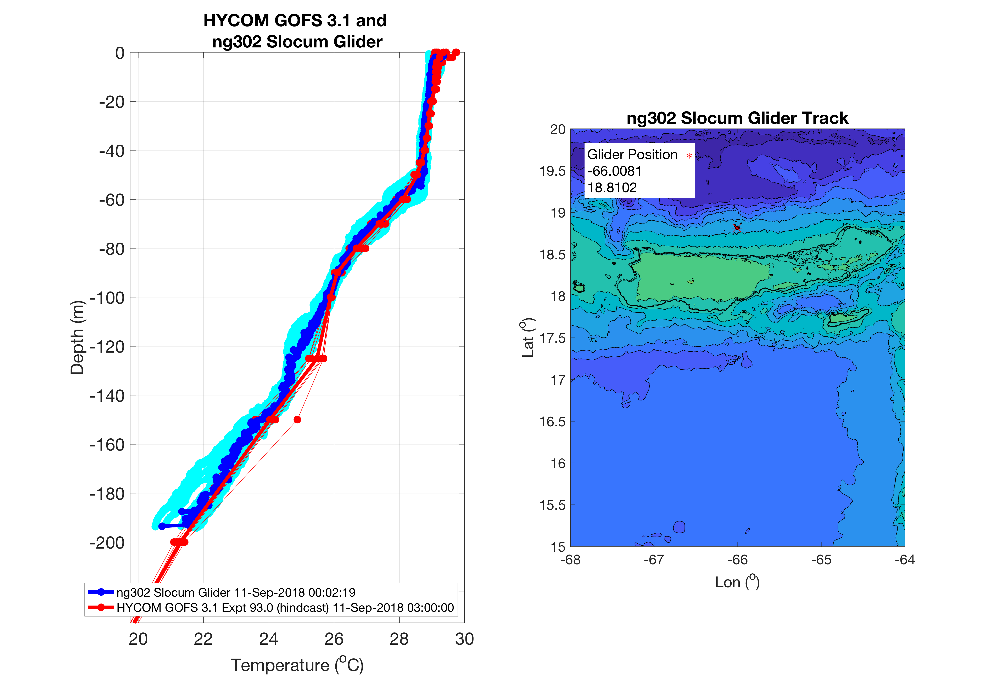 HYCOM GOFS 3.1 and
ng302 Slocum Glider
0
-20
-40
-60
-80
-100
-120
-140
-160
-180
-200
Depth (m)
ng302 Slocum Glider 11-Sep-2018 00:02:19
HYCOM GOFS 3.1 Expt 93.0 (hindcast) 11-Sep-2018 03:00:00
20 22 24 26 28 30
Temperature (°C)
ng302 Slocum Glider Track
Glider Position *
-66.0081
18.8102
20
19.5
19
18.5
18
17.5
17
16.5
16
15.5
15
Lat (°)
-68 -67 -66 -65 -64
Lon (°)